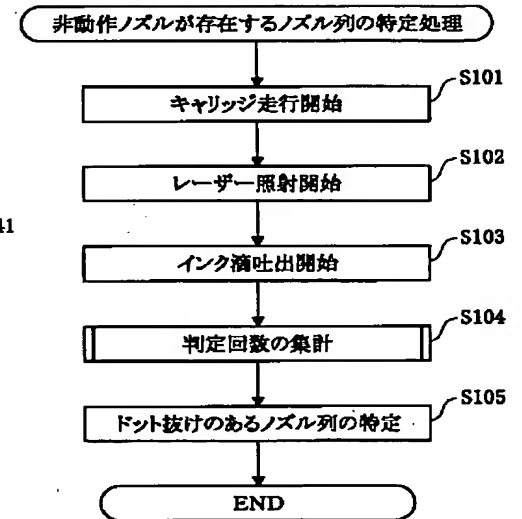 非動作ノズルが存在するノズル列の特定処理
S101
キャリッジ走行開始
S102
レーザー照射開始
41
S103
インク滴吐出開始
S104
判定回数の集計
S105
ドット抜けのあるノズル列の特定
END